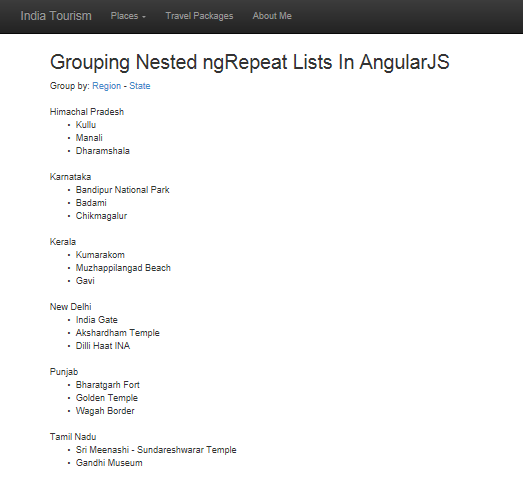 India Tourism Places Travel Packages About Me
Grouping Nested ngRepeat Lists In AngularJS
Group by: Region - State
Himachal Pradesh
• Kullu
• Manali
• Dharamshala
Karnataka
• Bandipur National Park
• Badami
• Chikmagalur
Kerala
• Kumarakom
• Muzhappilangad Beach
• Gavi
New Delhi
• India Gate
• Akshardham Temple
• Dilli Haat INA
Punjab
• Bharatgarh Fort
• Golden Temple
• Wagah Border
Tamil Nadu
• Sri Meenashi - Sundareshwarar Temple
• Gandhi Museum